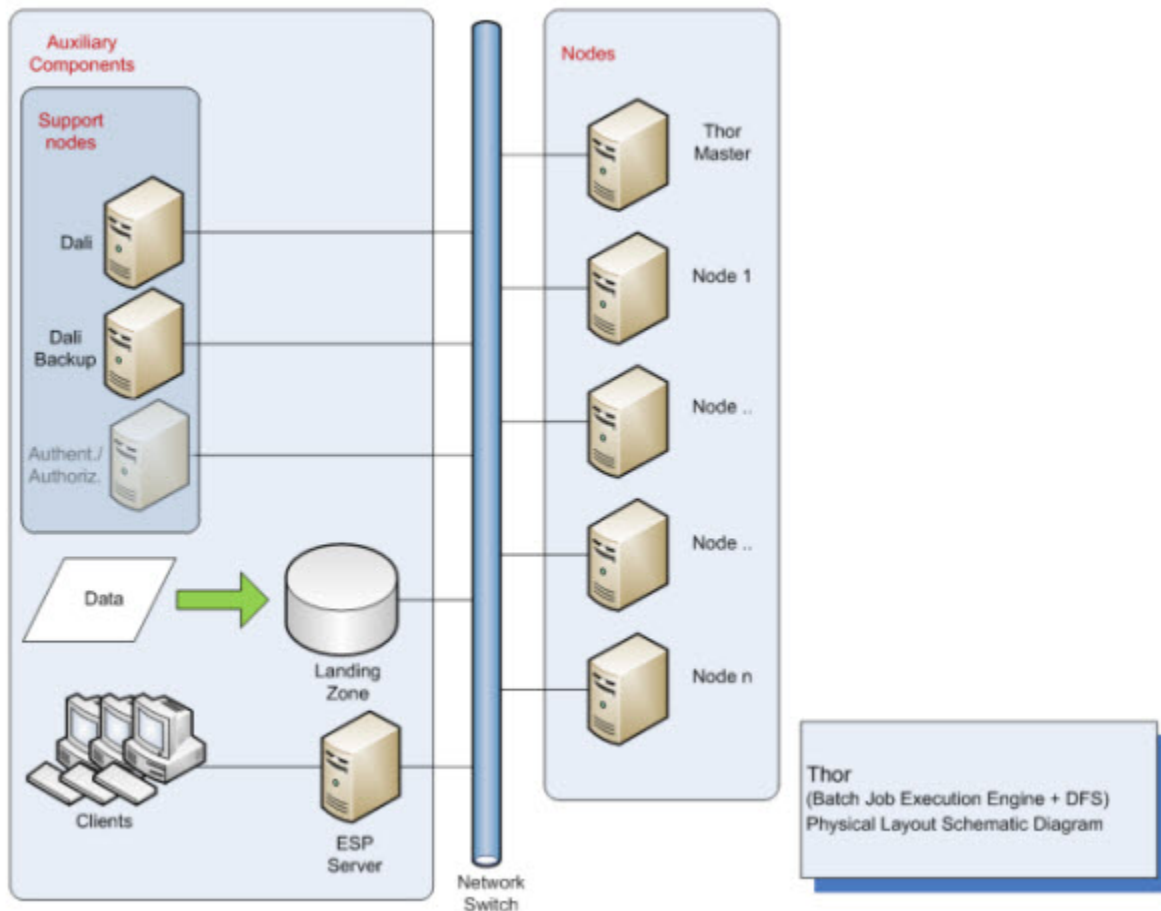 Auxiliary
Components
Support
nodes
Dali
Dali
Backup
Authent./
Authoriz.
Data
Landing
Zone
Clients
ESP
Server
Network
Switch
Nodes
Thor
Master
Node 1
Node ..
Node ..
Node n
Thor
(Batch Job Execution Engine + DFS)
Physical Layout Schematic Diagram